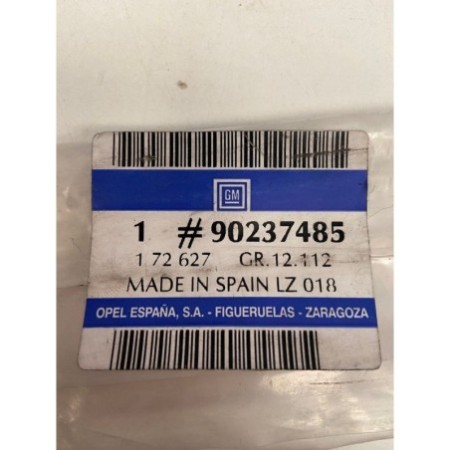 GM
1 #90237485
1 72 627 GR.12.112
MADE IN SPAIN LZ 018
OPEL ESPAÑA, S.A. - FIGUERUELAS - ZARAGOZA